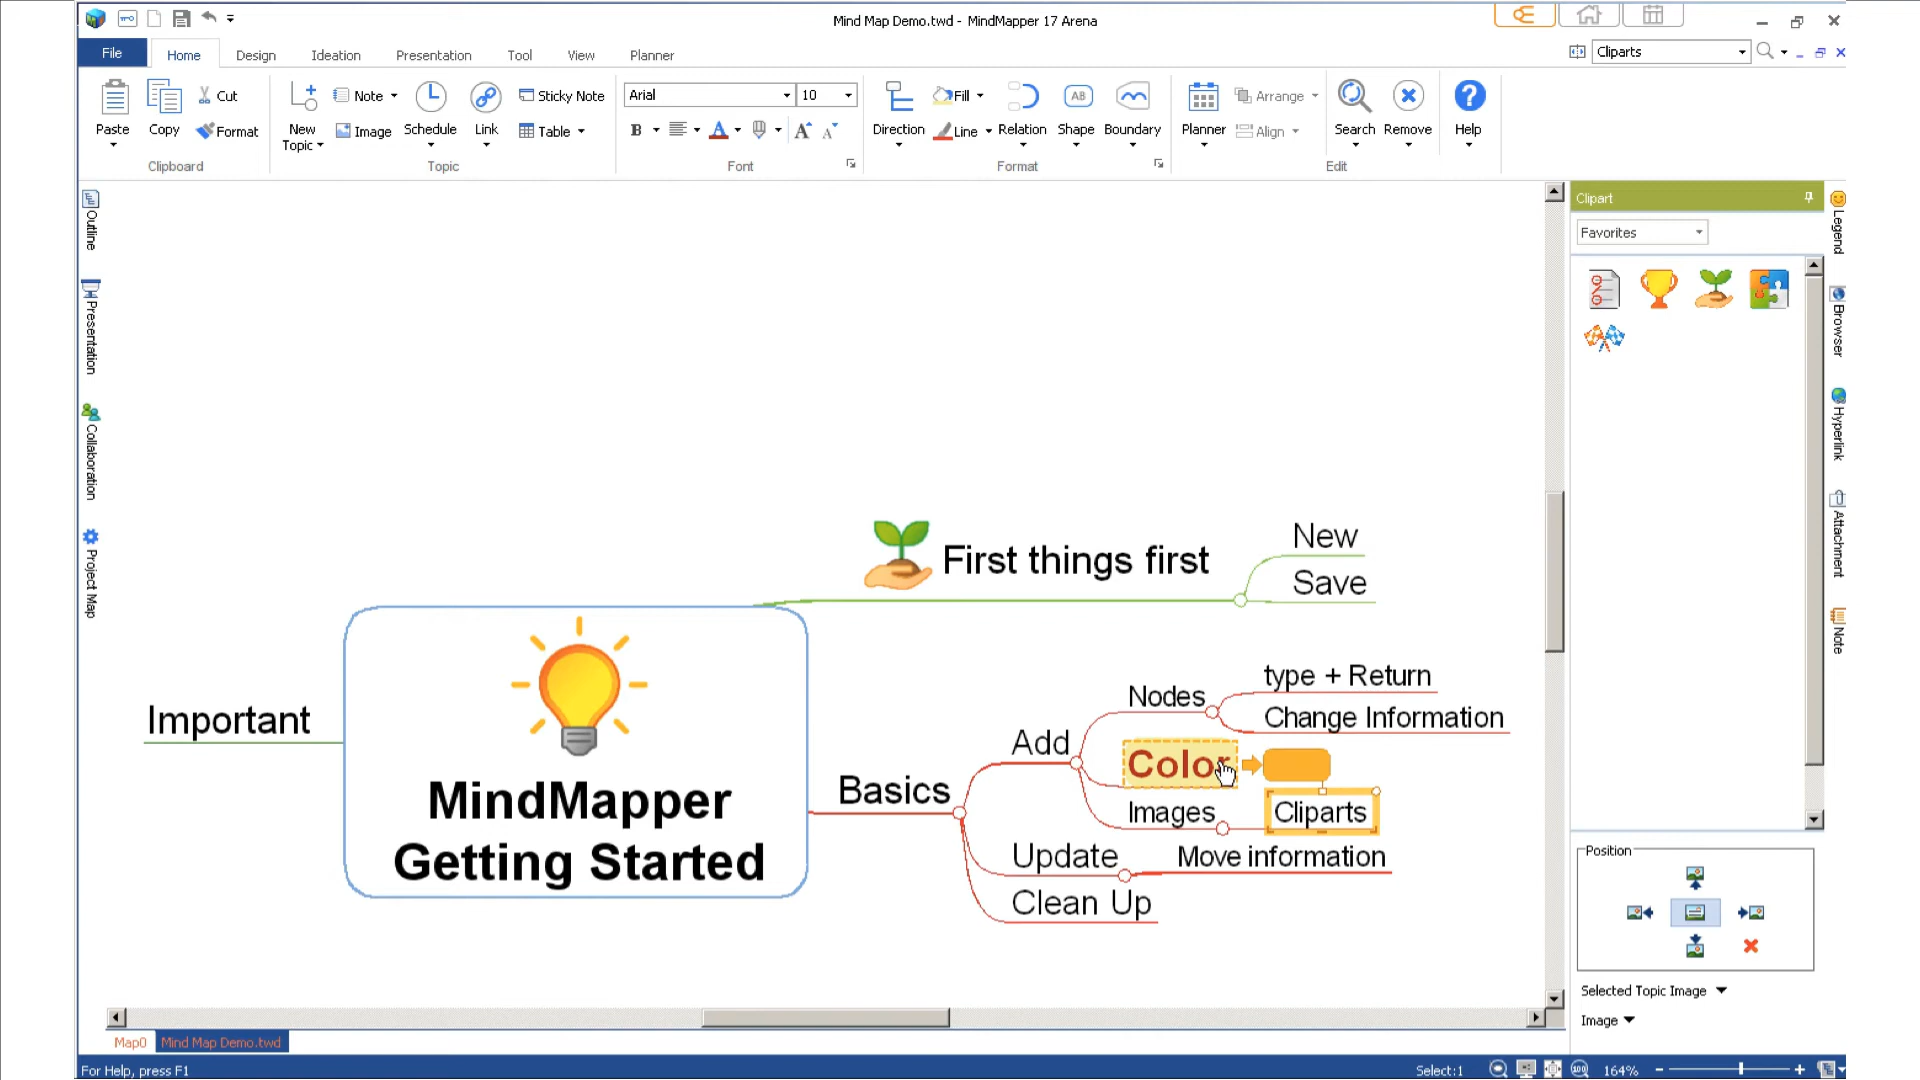 Mind Map Demo.twd - MindMapper 17 Arena
File Home Design Ideation Presentation Tool View Planner
Cliparts
Paste
Copy
Cut
Format
Clipboard
New Topic
Note
Image
Schedule
Link
Sticky Note
Table
Topic
Arial
10
B
A
A
A
Font
Direction
Fill
Line
Relation
AB
Shape
Boundary
Format
Planner
Arrange
Align
Search
Remove
Edit
?
Help
Outline
Presentation
Collaboration
Project Map
First things first
New
Save
Important
MindMapper
Getting Started
Basics
Add
Nodes
type + Return
Change Information
Color
Images
Cliparts
Update
Move information
Clean Up
Clipart
Favorites
Legend
Browser
Hyperlink
Attachment
Note
Position
Selected Topic Image
Image
Map0
Mind Map Demo.twd
For Help, press F1
Select:1
100
164%